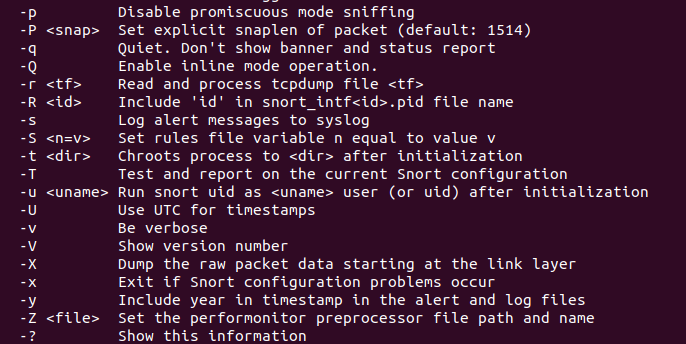 -p         Disable promiscuous mode sniffing
-P <snap>  Set explicit snaplen of packet (default: 1514)
-q         Quiet. Don't show banner and status report
-Q         Enable inline mode operation.
-r <tf>    Read and process tcpdump file <tf>
-R <id>    Include 'id' in snort_intf<id>.pid file name
-s         Log alert messages to syslog
-S <n=v>   Set rules file variable n equal to value v
-t <dir>   Chroots process to <dir> after initialization
-T         Test and report on the current Snort configuration
-u <uname> Run snort uid as <uname> user (or uid) after initialization
-U         Use UTC for timestamps
-v         Be verbose
-V         Show version number
-X         Dump the raw packet data starting at the link layer
-x         Exit if Snort configuration problems occur
-y         Include year in timestamp in the alert and log files
-Z <file>  Set the performonitor preprocessor file path and name
-?         Show this information